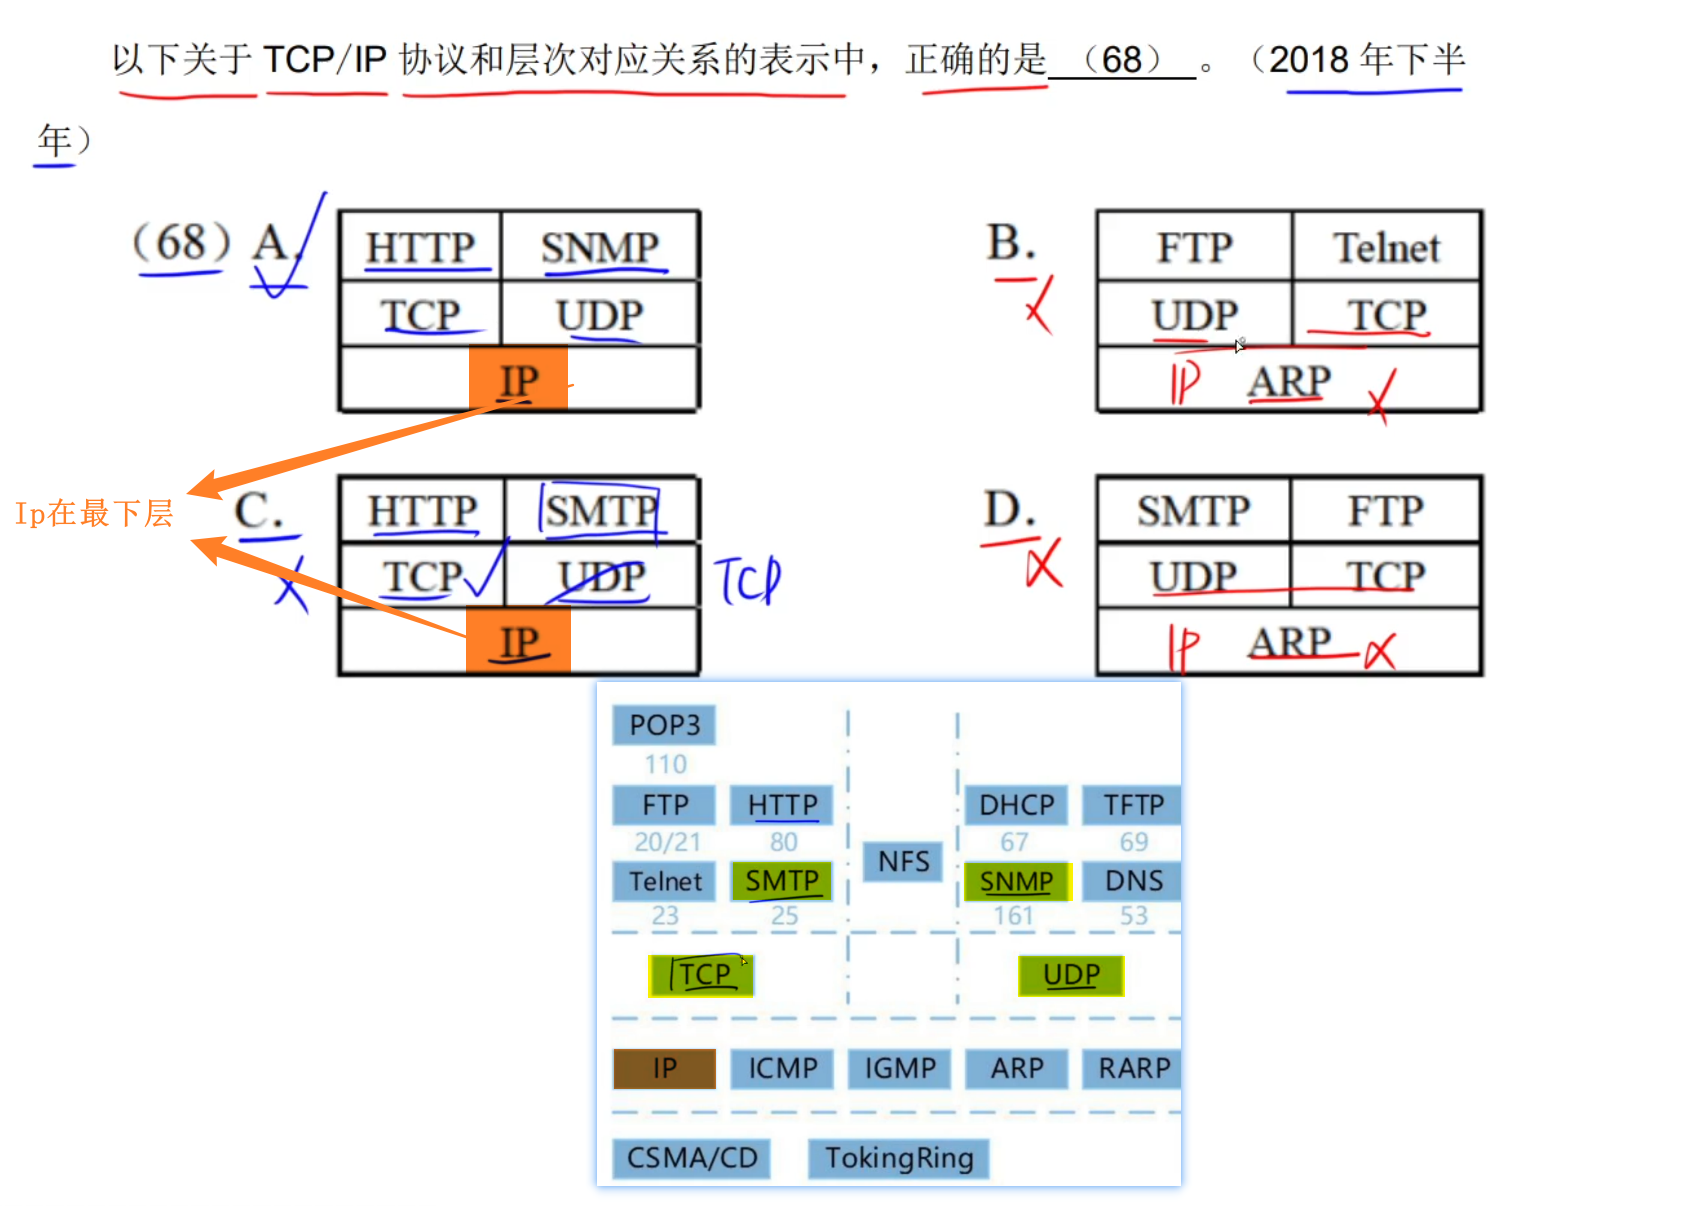 以下关于 TCP/IP 协议和层次对应关系的表示中，正确的是 （68） 。（2018 年下半
年）
（68）A. HTTP SNMP
TCP UDP
IP
B. FTP Telnet
UDP TCP
IP ARP
Ip在最下层
C. HTTP SMTP
TCP UDP TCP
IP
D. SMTP FTP
UDP TCP
IP ARP
POP3
110
FTP HTTP DHCP TFTP
20/21 80 67 69
NFS
Telnet SMTP SNMP DNS
23 25 161 53
TCP UDP
IP ICMP IGMP ARP RARP
CSMA/CD TokingRing